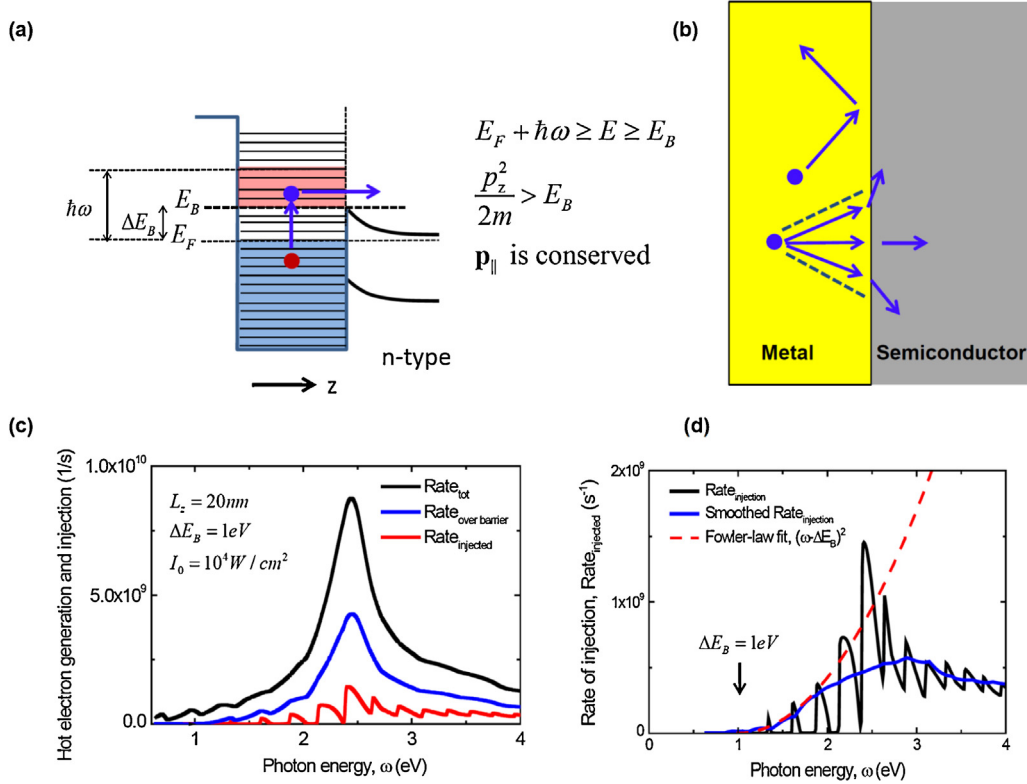 (a)
ħω
ΔE_B
E_B
E_F
n-type
z
E_F + ħω ≥ E ≥ E_B
p_z^2 / 2m > E_B
p_∥ is conserved
(b)
Metal
Semiconductor
(c)
Hot electron generation and injection (1/s)
1.0x10^10
5.0x10^9
0.0
L_z = 20nm
ΔE_B = 1eV
I_0 = 10^4 W / cm^2
Rate_tot
Rate_over barrier
Rate_injected
1 2 3 4
Photon energy, ω (eV)
(d)
Rate of injection, Rate_injected (s^-1)
2x10^9
1x10^9
0
Rate_injection
Smoothed Rate_injection
Fowler-law fit, (ω-ΔE_B)^2
ΔE_B = 1eV
0 1 2 3 4
Photon energy, ω (eV)